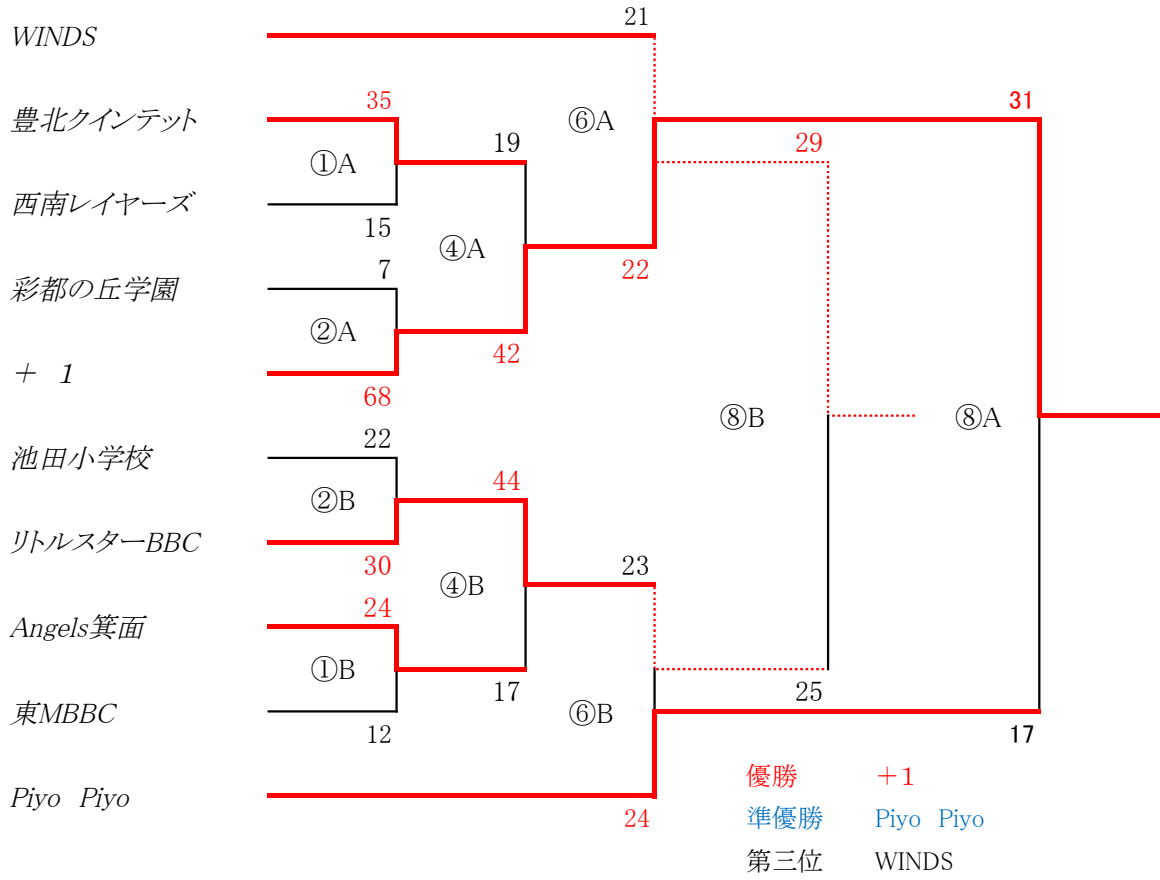 21
WINDS
35
31
豊北クインテット
⑥A
19
29
①A
西南レイヤーズ
15
④A
7
22
彩都の丘学園
②A
42
＋ 1
68
⑧B
⑧A
22
池田小学校
44
②B
リトルスターBBC
30
23
④B
24
Angels箕面
①B
17
25
東MBBC
⑥B
12
17
優勝 ＋1
Piyo Piyo
24
準優勝 Piyo Piyo
第三位 WINDS